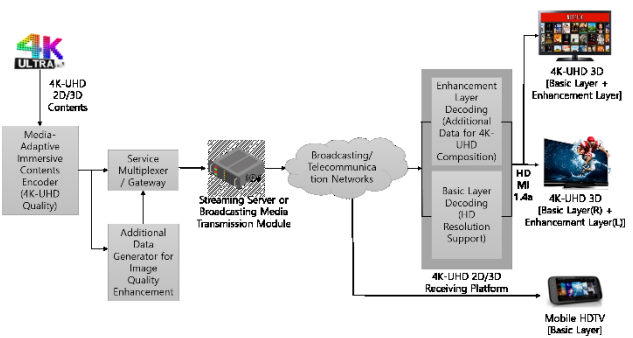 4K
ULTRA HD
4K-UHD
2D/3D
Contents
Media-
Adaptive
Immersive
Contents
Encoder
(4K-UHD
Quality)
Service
Multiplexer
/ Gateway
Additional
Data
Generator for
Image
Quality
Enhancement
Streaming Server or
Broadcasting Media
Transmission Module
Broadcasting/
Telecommunica
tion Networks
Enhancement
Layer
Decoding
(Additional
Data for 4K-
UHD
Composition)
Basic Layer
Decoding
(HD
Resolution
Support)
4K-UHD 2D/3D
Receiving Platform
HD
MI
1.4a
NETFLIX
4K-UHD 3D
[Basic Layer +
Enhancement Layer]
4K-UHD 3D
[Basic Layer(R) +
Enhancement Layer(L)]
Mobile HDTV
[Basic Layer]